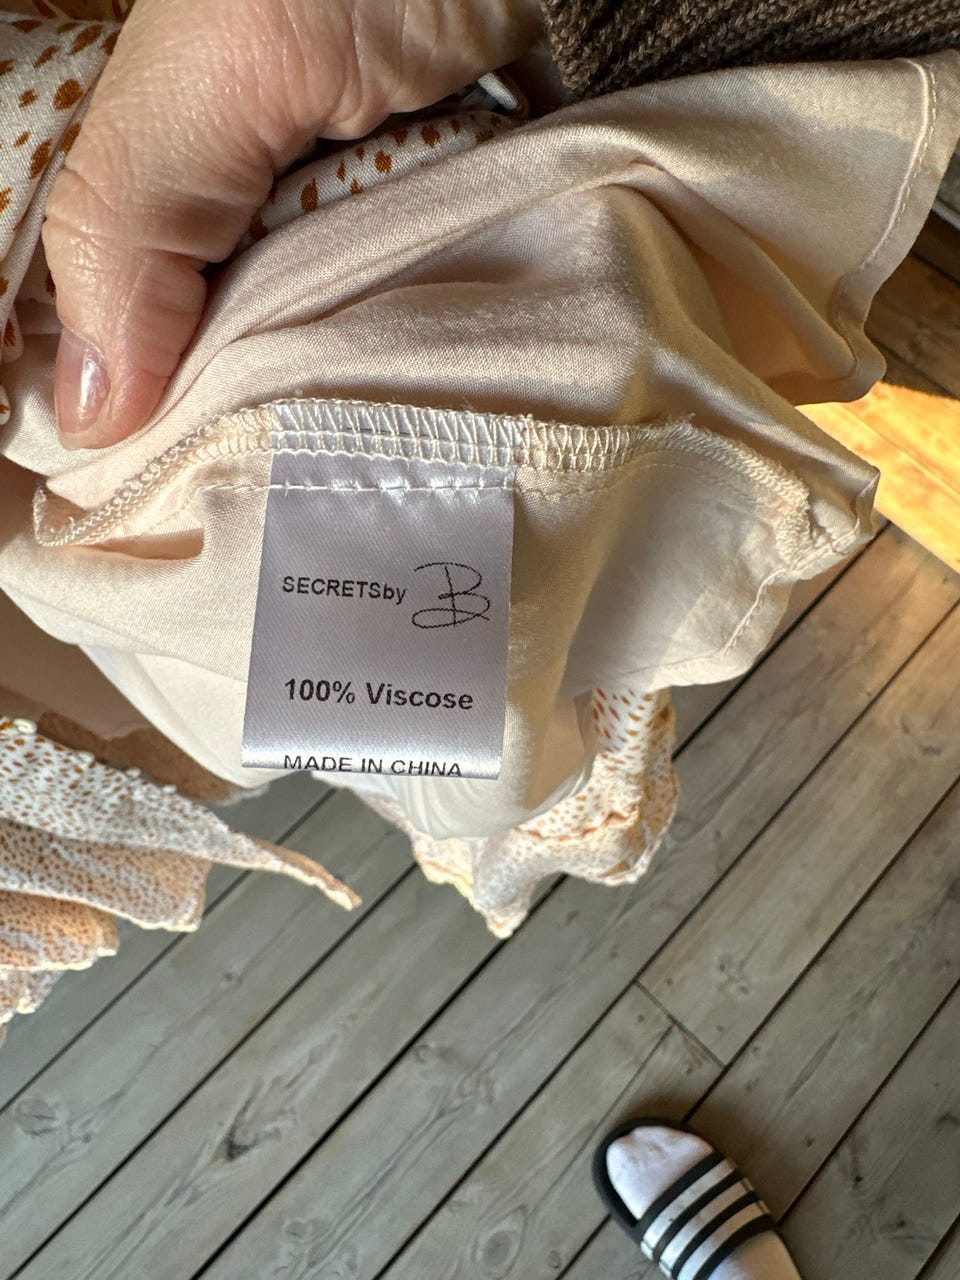 SECRETSby B
100% Viscose
MADE IN CHINA